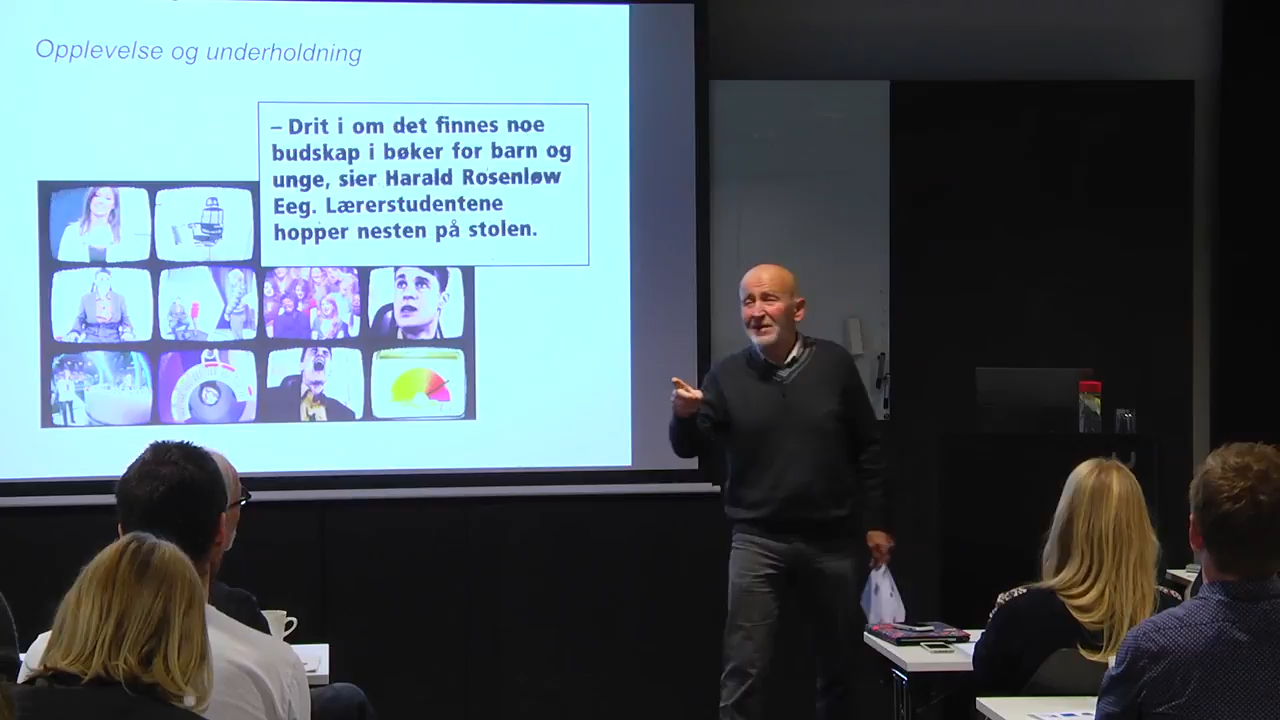 Opplevelse og underholdning
– Drit i om det finnes noe
budskap i bøker for barn og
unge, sier Harald Rosenløw
Eeg. Lærerstudentene
hopper nesten på stolen.